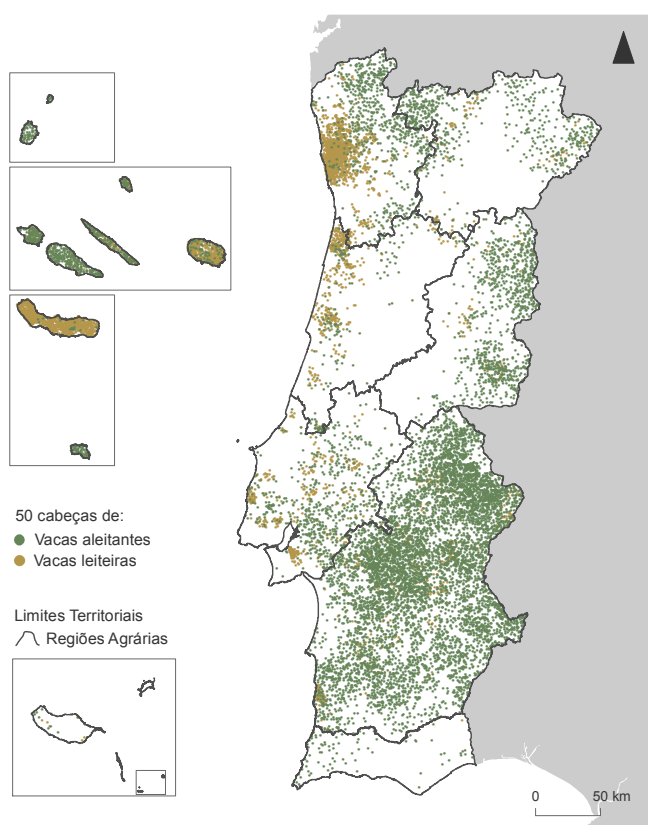 50 cabeças de:
Vacas aleitantes
Vacas leiteiras
Limites Territoriais
Regiões Agrárias
0 50 km